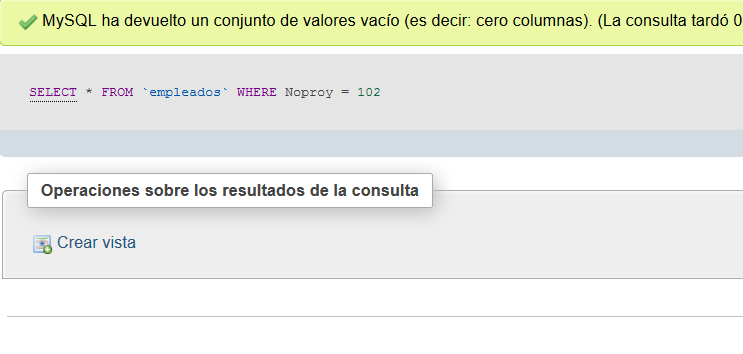 MySQL ha devuelto un conjunto de valores vacío (es decir: cero columnas). (La consulta tardó 0
SELECT * FROM `empleados` WHERE Noproy = 102
Operaciones sobre los resultados de la consulta
Crear vista